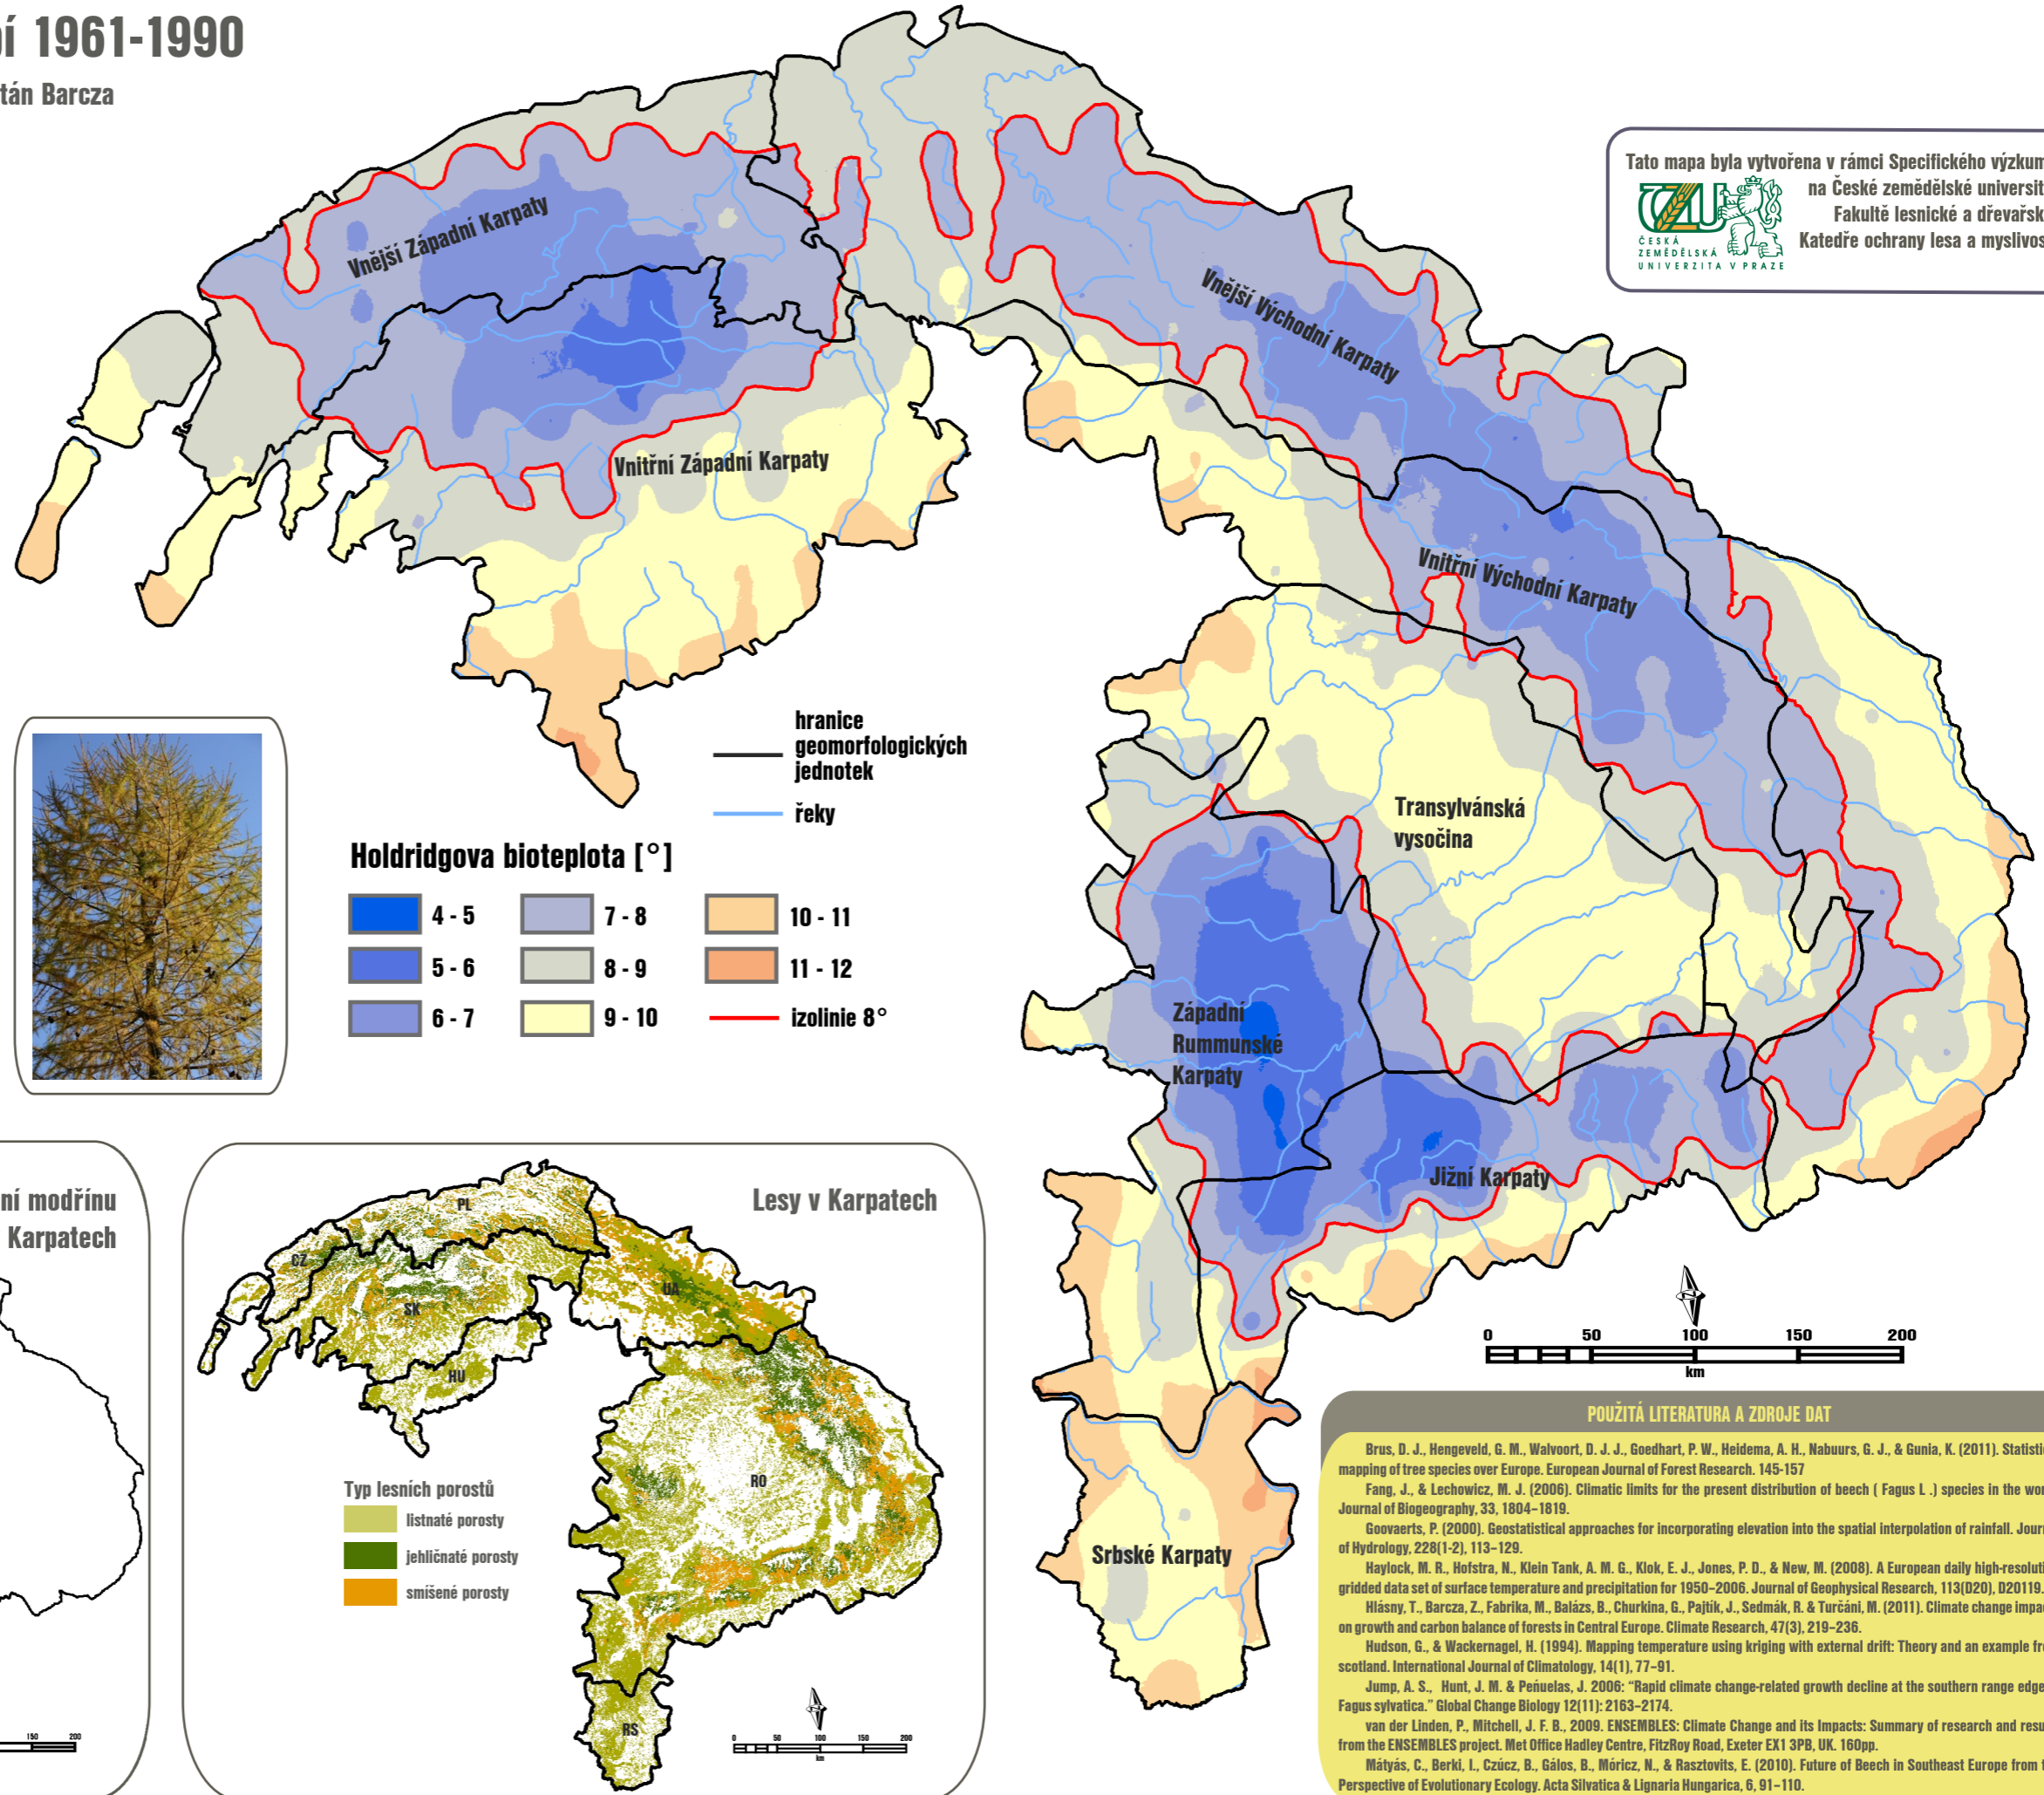 í 1961-1990
tán Barcza
Tato mapa byla vytvořena v rámci Specifického výzkum
na České zemědělské universit
Fakultě lesnické a dřevařsk
Katedře ochrany lesa a myslivos
ČZU
ČESKÁ
ZEMĚDĚLSKÁ
UNIVERZITA V PRAZE
Vnější Západní Karpaty
Vnější Východní Karpaty
Vnitřní Západní Karpaty
Vnitřní Východní Karpaty
Transylvánská
vysočina
Západní
Rummunské
Karpaty
Jižní Karpaty
Srbské Karpaty
hranice
geomorfologických
jednotek
řeky
Holdridgova bioteplota [°]
4 - 5
7 - 8
10 - 11
5 - 6
8 - 9
11 - 12
6 - 7
9 - 10
izolinie 8°
ní modřínu
Karpatech
150 200
Lesy v Karpatech
PL
CZ
SK
UA
HU
RO
RS
Typ lesních porostů
listnaté porosty
jehličnaté porosty
smíšené porosty
0 50 100 150 200
km
0 50 100 150 200
km
POUŽITÁ LITERATURA A ZDROJE DAT
Brus, D. J., Hengeveld, G. M., Walvoort, D. J. J., Goedhart, P. W., Heidema, A. H., Nabuurs, G. J., & Gunia, K. (2011). Statistic
mapping of tree species over Europe. European Journal of Forest Research. 145-157
Fang, J., & Lechowicz, M. J. (2006). Climatic limits for the present distribution of beech ( Fagus L .) species in the wor
Journal of Biogeography, 33, 1804–1819.
Goovaerts, P. (2000). Geostatistical approaches for incorporating elevation into the spatial interpolation of rainfall. Journ
of Hydrology, 228(1-2), 113–129.
Haylock, M. R., Hofstra, N., Klein Tank, A. M. G., Klok, E. J., Jones, P. D., & New, M. (2008). A European daily high-resoluti
gridded data set of surface temperature and precipitation for 1950–2006. Journal of Geophysical Research, 113(D20), D20119.
Hlásny, T., Barcza, Z., Fabrika, M., Balázs, B., Churkina, G., Pajtík, J., Sedmák, R. & Turčáni, M. (2011). Climate change impac
on growth and carbon balance of forests in Central Europe. Climate Research, 47(3), 219–236.
Hudson, G., & Wackernagel, H. (1994). Mapping temperature using kriging with external drift: Theory and an example fr
scotland. International Journal of Climatology, 14(1), 77–91.
Jump, A. S., Hunt, J. M. & Peñuelas, J. 2006: “Rapid climate change-related growth decline at the southern range edge
Fagus sylvatica.” Global Change Biology 12(11): 2163–2174.
van der Linden, P., Mitchell, J. F. B., 2009. ENSEMBLES: Climate Change and its Impacts: Summary of research and resu
from the ENSEMBLES project. Met Office Hadley Centre, FitzRoy Road, Exeter EX1 3PB, UK. 160pp.
Mátyás, C., Berki, I., Czúcz, B., Gálos, B., Móricz, N., & Rasztovits, E. (2010). Future of Beech in Southeast Europe from t
Perspective of Evolutionary Ecology. Acta Silvatica & Lignaria Hungarica, 6, 91–110.